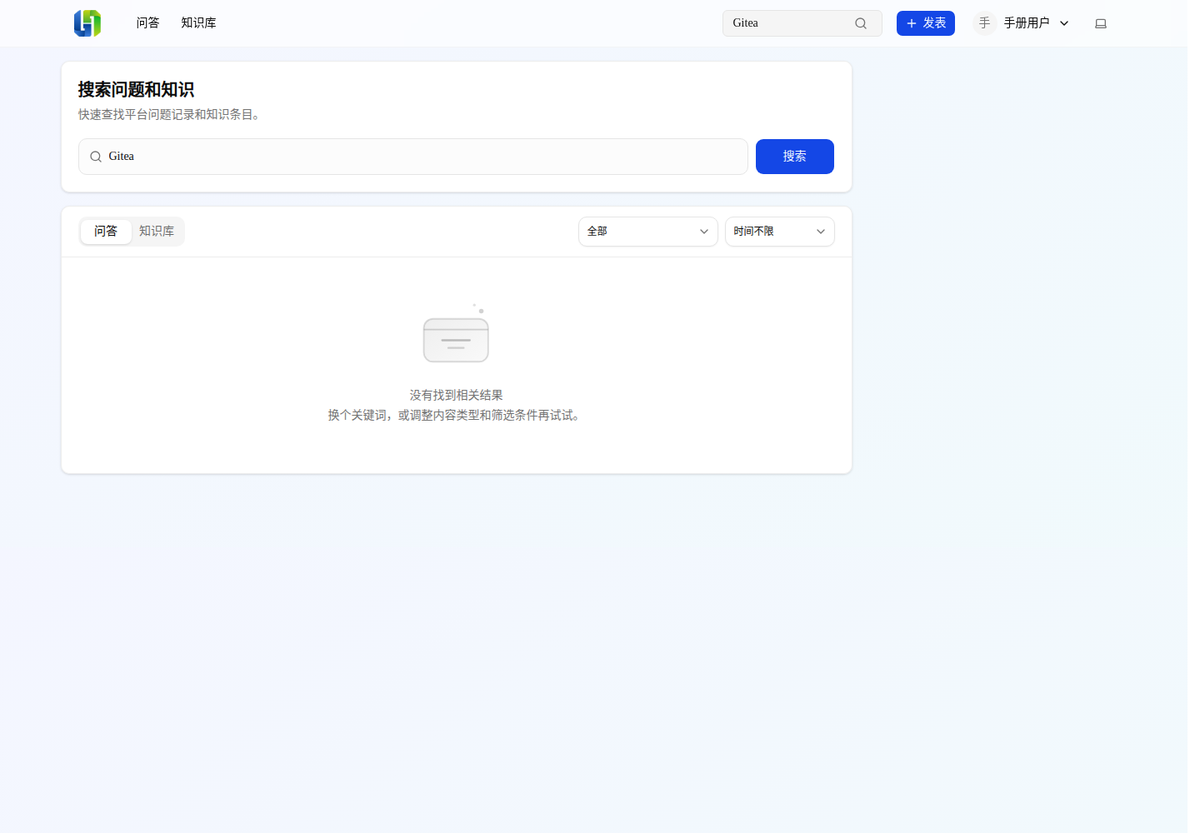 问答 知识库 Gitea 发表 手 手册用户
搜索问题和知识
快速查找平台问题记录和知识条目。
Gitea 搜索
问答 知识库 全部 时间不限
没有找到相关结果
换个关键词，或调整内容类型和筛选条件再试试。